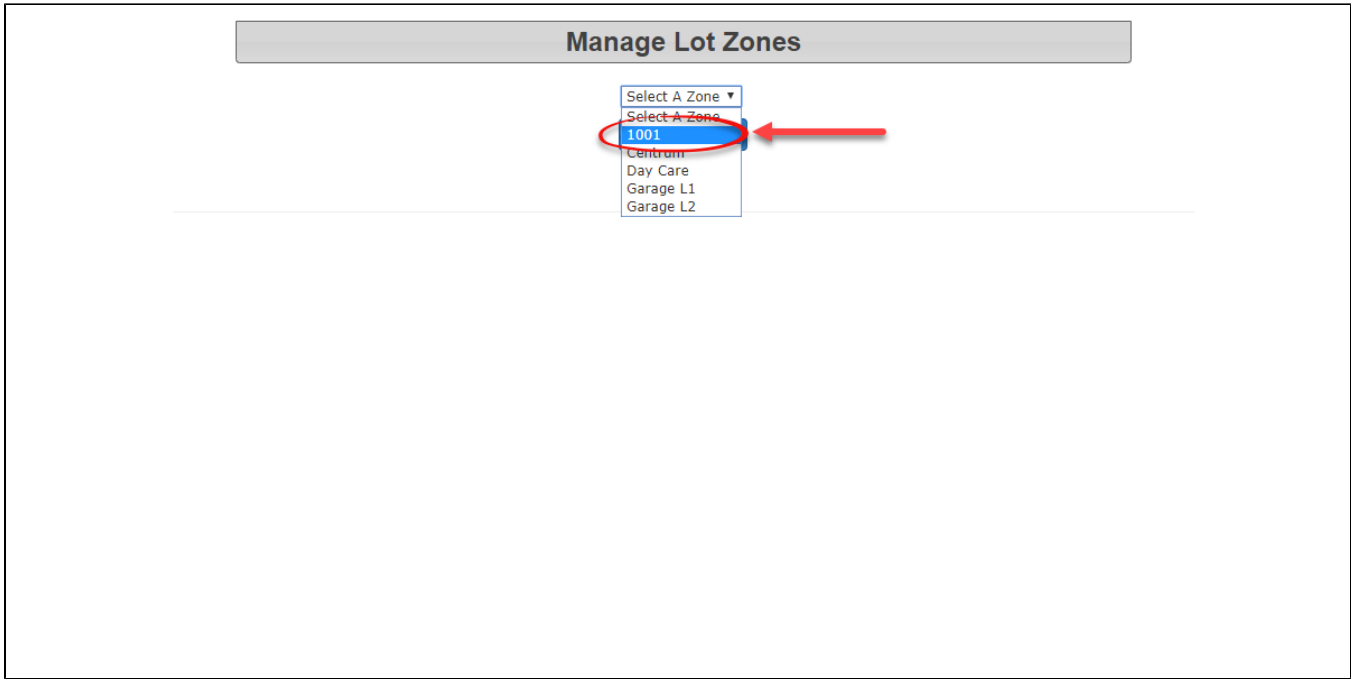 Manage Lot Zones
Select A Zone
Select A Zone
1001
Centrum
Day Care
Garage L1
Garage L2